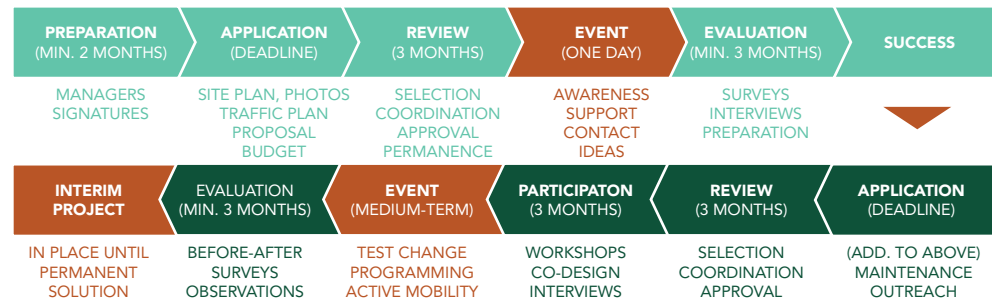 PREPARATION
(MIN. 2 MONTHS)
APPLICATION
(DEADLINE)
REVIEW
(3 MONTHS)
EVENT
(ONE DAY)
EVALUATION
(MIN. 3 MONTHS)
SUCCESS
MANAGERS
SIGNATURES
SITE PLAN, PHOTOS
TRAFFIC PLAN
PROPOSAL
BUDGET
SELECTION
COORDINATION
APPROVAL
PERMANENCE
AWARENESS
SUPPORT
CONTACT
IDEAS
SURVEYS
INTERVIEWS
PREPARATION
INTERIM
PROJECT
EVALUATION
(MIN. 3 MONTHS)
EVENT
(MEDIUM-TERM)
PARTICIPATON
(3 MONTHS)
REVIEW
(3 MONTHS)
APPLICATION
(DEADLINE)
IN PLACE UNTIL
PERMANENT
SOLUTION
BEFORE-AFTER
SURVEYS
OBSERVATIONS
TEST CHANGE
PROGRAMMING
ACTIVE MOBILITY
WORKSHOPS
CO-DESIGN
INTERVIEWS
SELECTION
COORDINATION
APPROVAL
(ADD. TO ABOVE)
MAINTENANCE
OUTREACH